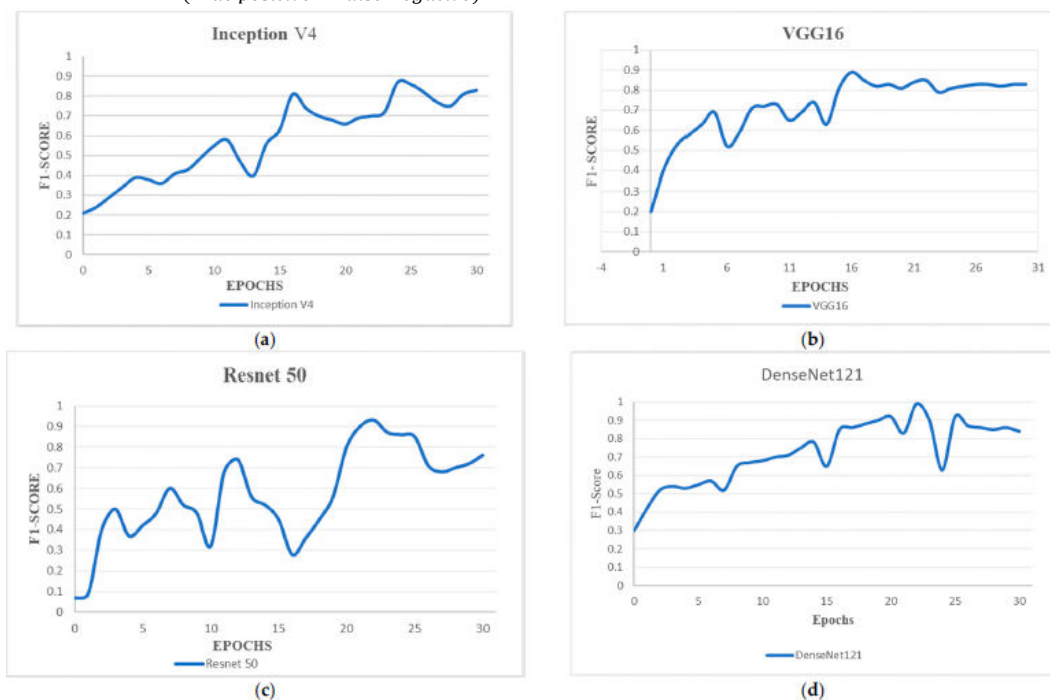 Inception V4
1
0.9
0.8
0.7
0.6
0.5
0.4
0.3
0.2
0.1
0
F1-SCORE
0 5 10 15 20 25 30
EPOCHS
Inception V4
(a)
VGG16
1
0.9
0.8
0.7
0.6
0.5
0.4
0.3
0.2
0.1
0
F1- SCORE
-4 1 6 11 16 21 26 31
EPOCHS
VGG16
(b)
Resnet 50
1
0.9
0.8
0.7
0.6
0.5
0.4
0.3
0.2
0.1
0
F1-SCORE
0 5 10 15 20 25 30
EPOCHS
Resnet 50
(c)
DenseNet121
1
0.9
0.8
0.7
0.6
0.5
0.4
0.3
0.2
0.1
0
F1-Score
0 5 10 15 20 25 30
Epochs
DenseNet121
(d)